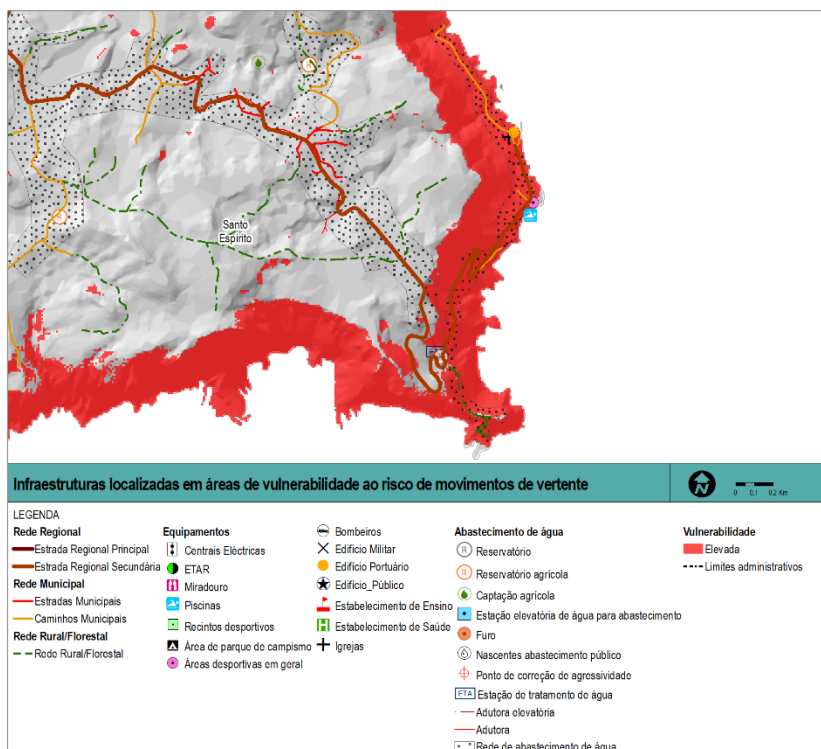 R
R
Santo
Espírito
ETA
Infraestruturas localizadas em áreas de vulnerabilidade ao risco de movimentos de vertente
N
0 0,1 0,2 Km
LEGENDA
Rede Regional
Estrada Regional Principal
Estrada Regional Secundária
Rede Municipal
Estradas Municipais
Caminhos Municipais
Rede Rural/Florestal
Rede Rural/Florestal
Equipamentos
Centrais Eléctricas
ETAR
Miradouro
Piscinas
Recintos desportivos
Área de parque de campismo
Áreas desportivas em geral
Bombeiros
Edifício Militar
Edifício Portuário
Edifício_Público
Estabelecimento de Ensino
H Estabelecimento de Saúde
Igrejas
Abastecimento de água
R Reservatório
R Reservatório agrícola
Captação agrícola
Estação elevatória de água para abastecimento
Furo
Nascentes abastecimento público
Ponto de correção de agressividade
ETA Estação de tratamento de água
Adutora elevatória
Adutora
Rede de abastecimento de água
Vulnerabilidade
Elevada
Limites administrativos